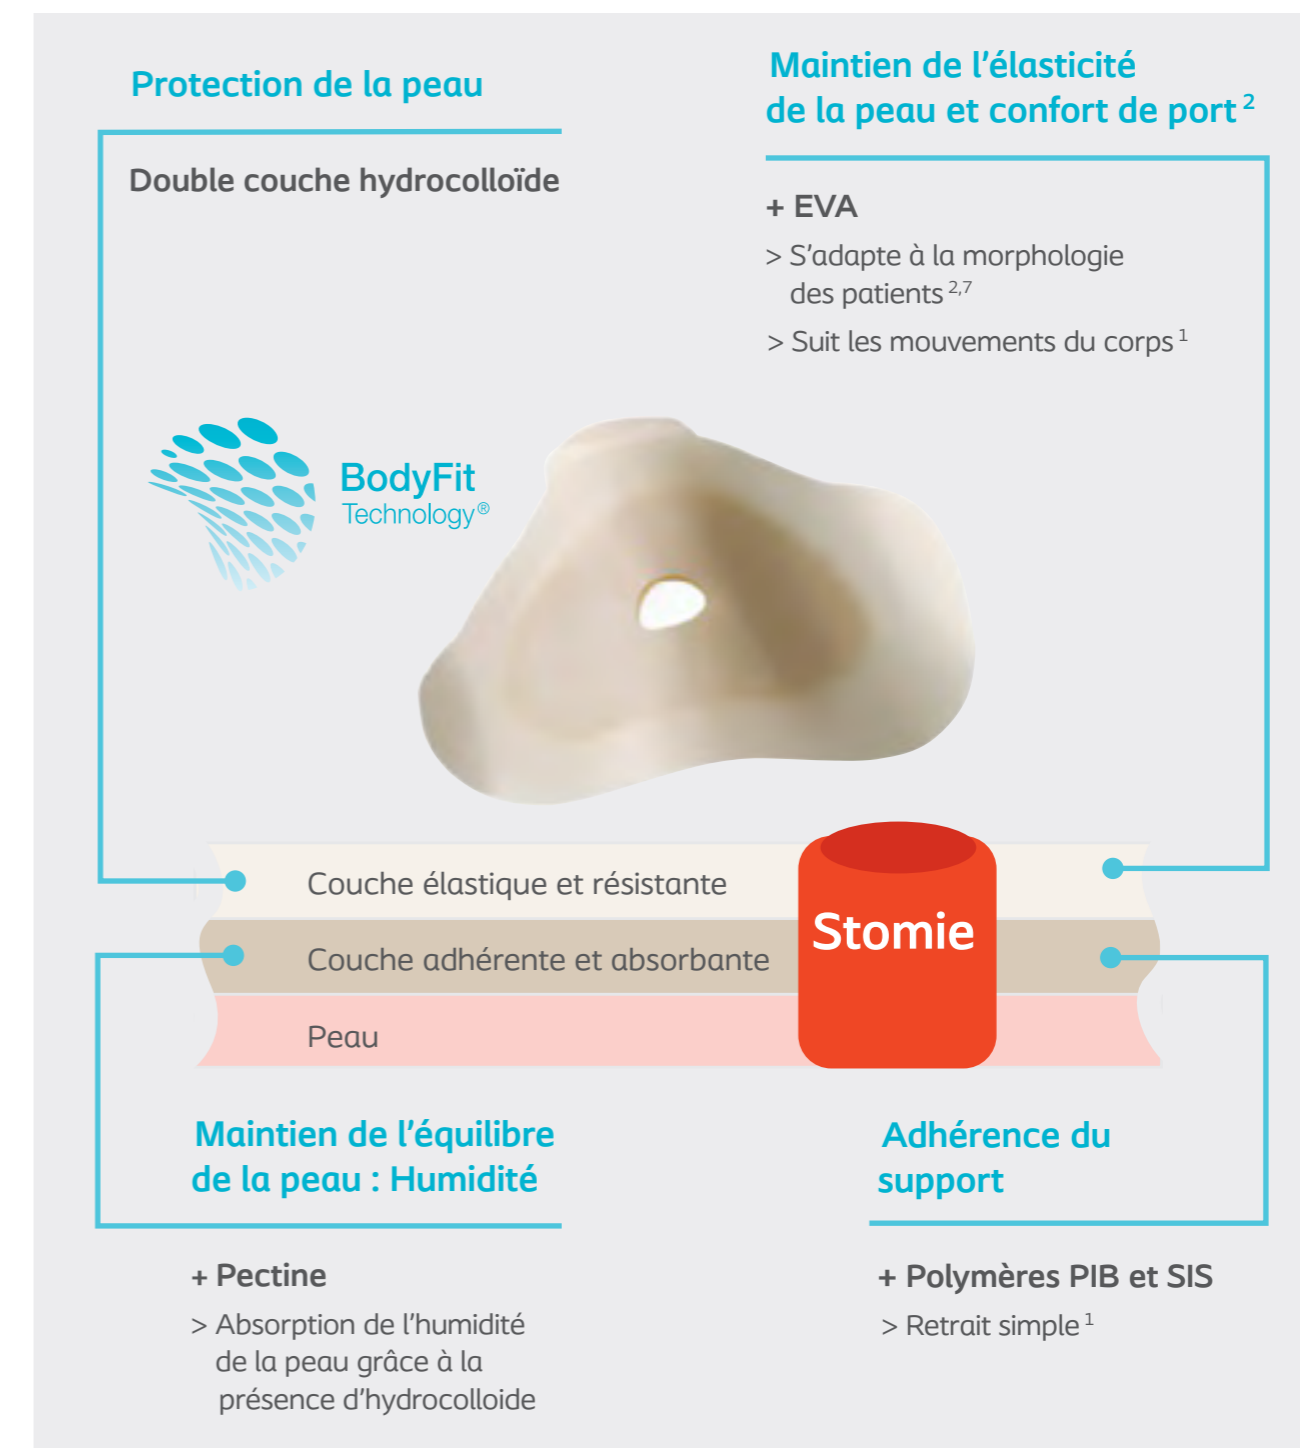 Protection de la peau
Double couche hydrocolloïde
Maintien de l’élasticité
de la peau et confort de port 2
+ EVA
> S’adapte à la morphologie
des patients 2,7
> Suit les mouvements du corps 1
BodyFit
Technology®
Couche élastique et résistante
Couche adhérente et absorbante
Peau
Stomie
Maintien de l’équilibre
de la peau : Humidité
+ Pectine
> Absorption de l’humidité
de la peau grâce à la
présence d’hydrocolloide
Adhérence du
support
+ Polymères PIB et SIS
> Retrait simple 1